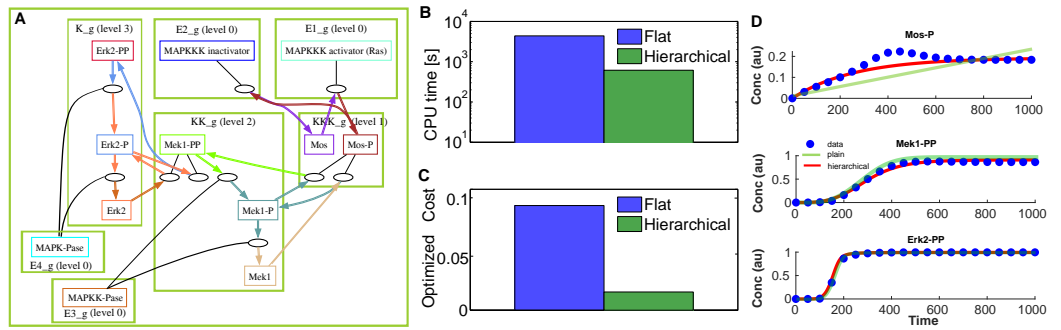 A
K_g (level 3)
Erk2-PP
Erk2-P
Erk2
MAPK-Pase
E4_g (level 0)
MAPKK-Pase
E3_g (level 0)
E2_g (level 0)
MAPKKK inactivator
E1_g (level 0)
MAPKKK activator (Ras)
KK_g (level 2)
Mek1-PP
Mek1-P
Mek1
KKK_g (level 1)
Mos
Mos-P
B
CPU time [s]
10^5
10^4
10^3
10^2
10^1
Flat
Hierarchical
C
Optimized Cost
0.1
0.05
0
Flat
Hierarchical
D
Mos-P
Conc (au)
0.2
0.1
0
0
200
400
600
800
1000
Mek1-PP
Conc (au)
1
0.5
0
data
plain
hierarchical
0
200
400
600
800
1000
Erk2-PP
Conc (au)
1
0.5
0
0
200
400
600
800
1000
Time